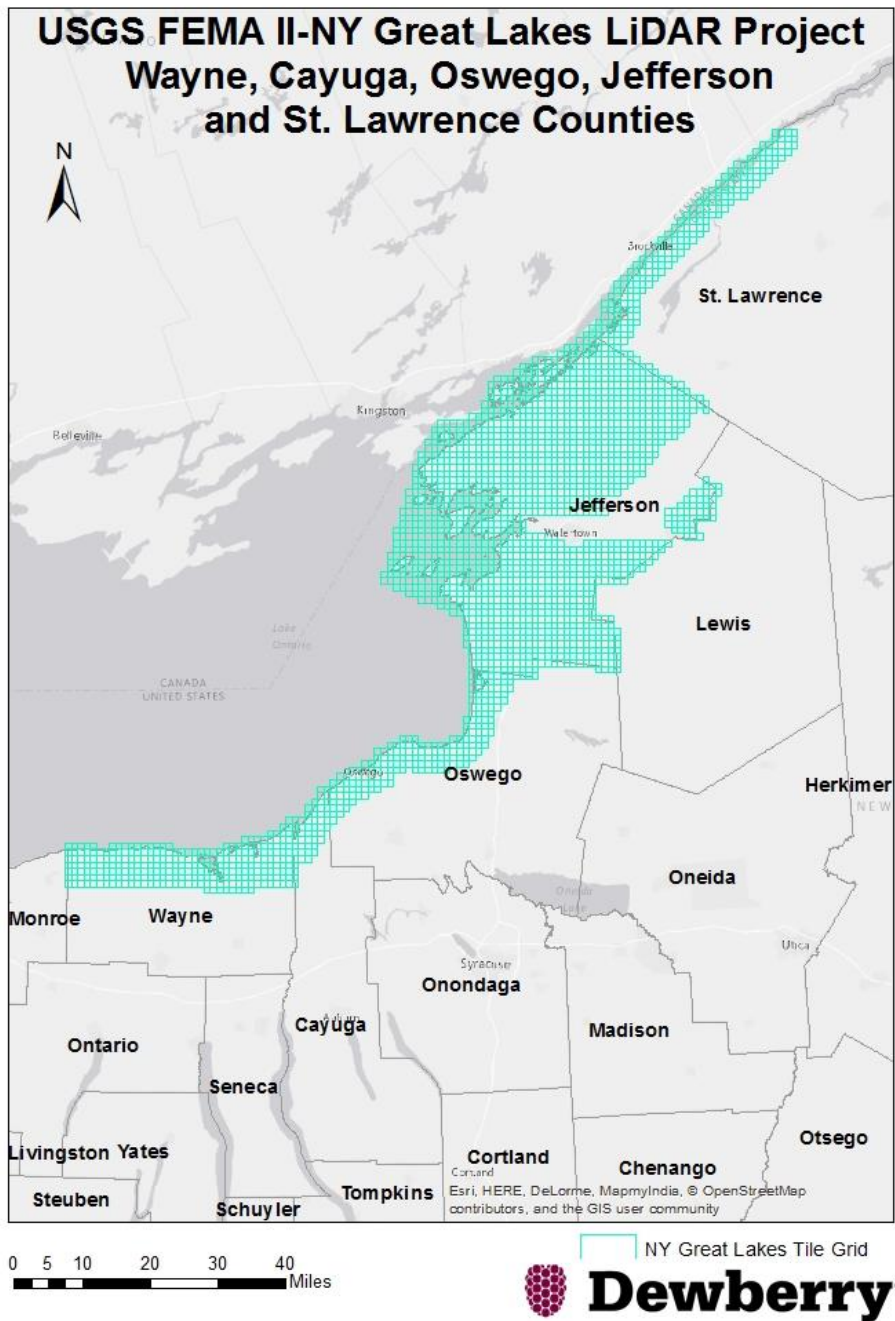 USGS FEMA II-NY Great Lakes LiDAR Project
Wayne, Cayuga, Oswego, Jefferson
and St. Lawrence Counties
N
CANADA
Brockville
St. Lawrence
Kingston
Belleville
Jefferson
Watertown
Lake
Ontario
Lewis
CANADA
UNITED STATES
Oswego
Oswego
Herkimer
NEW
Oneida
Oneida
Lake
Monroe
Wayne
Utica
Syracuse
Onondaga
Cayuga
Auburn
Madison
Ontario
Seneca
Otsego
Livingston
Yates
Cortland
Chenango
Cortland
Steuben
Schuyler
Tompkins
Esri, HERE, DeLorme, MapmyIndia, © OpenStreetMap
contributors, and the GIS user community
0 5 10 20 30 40
Miles
NY Great Lakes Tile Grid
Dewberry